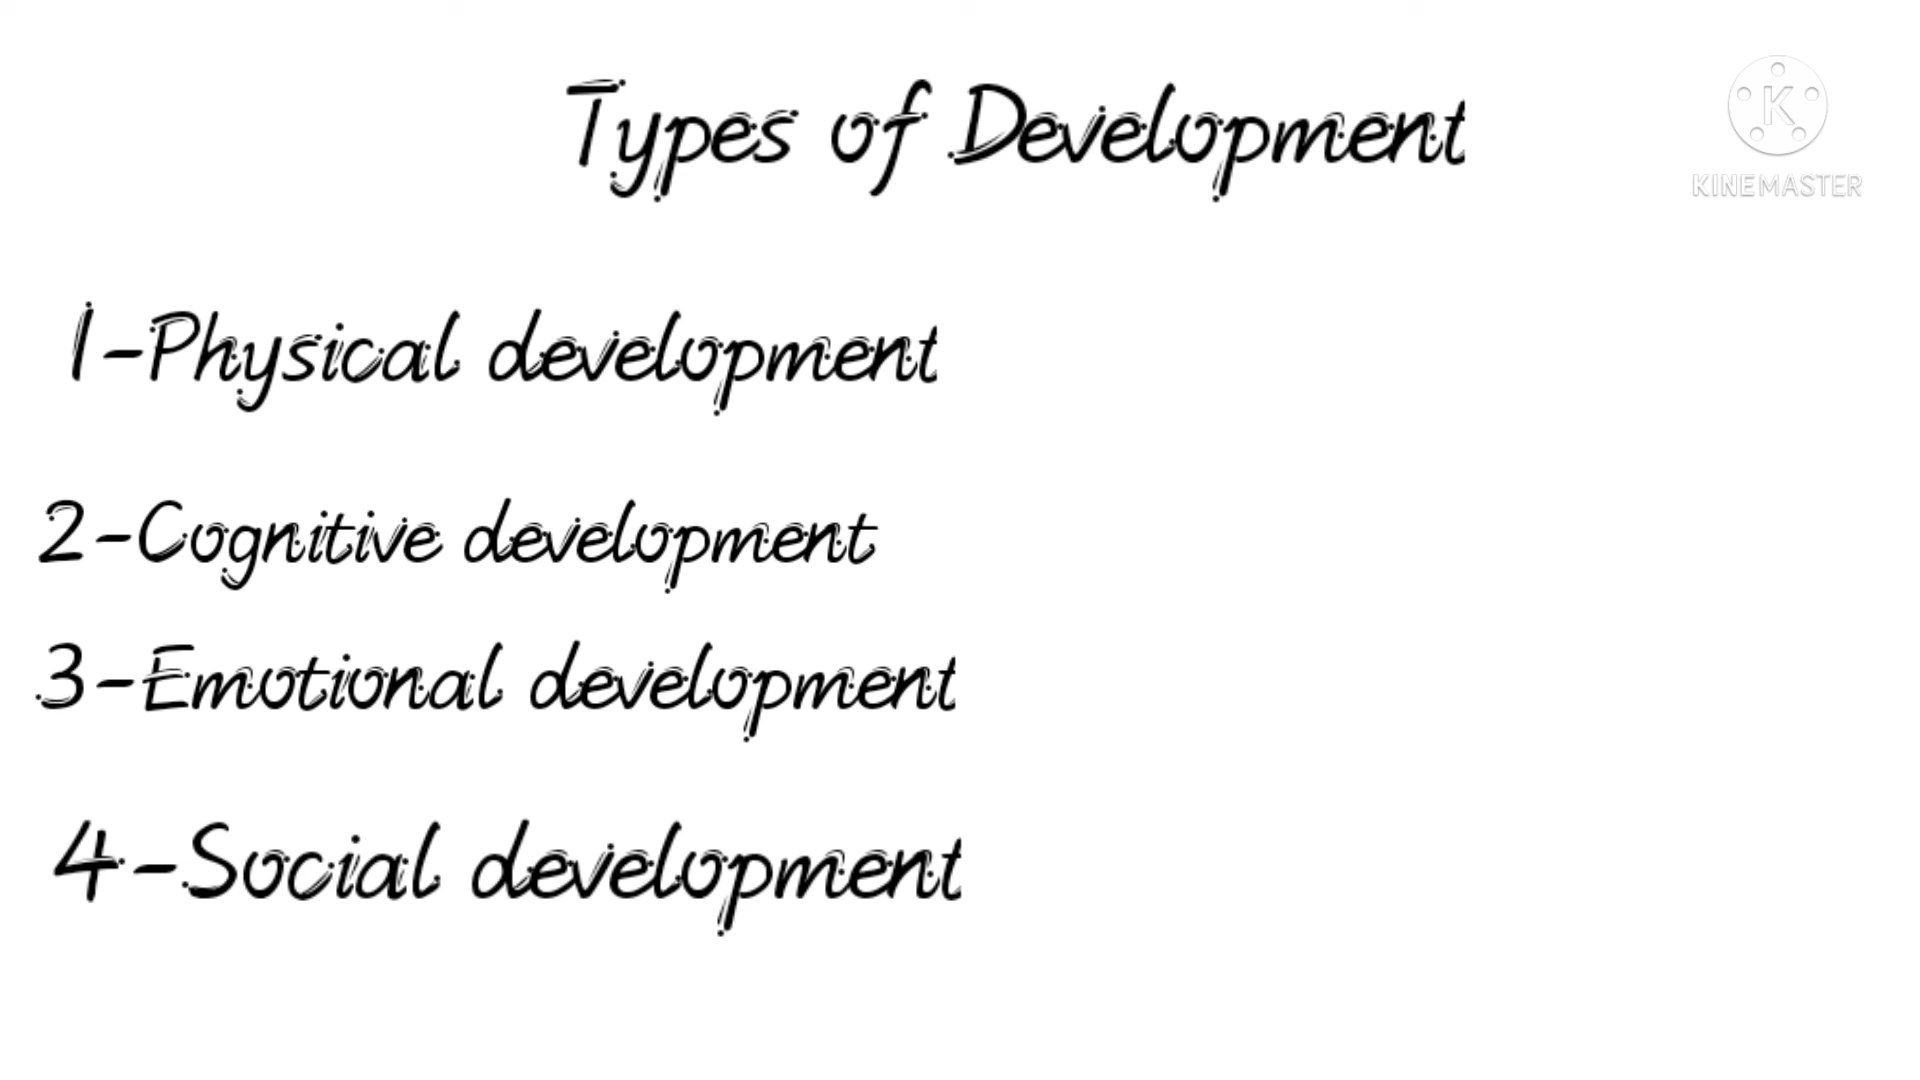 Types of Development
K
KINEMASTER
1-Physical development
2-Cognitive development
3-Emotional development
4-Social development